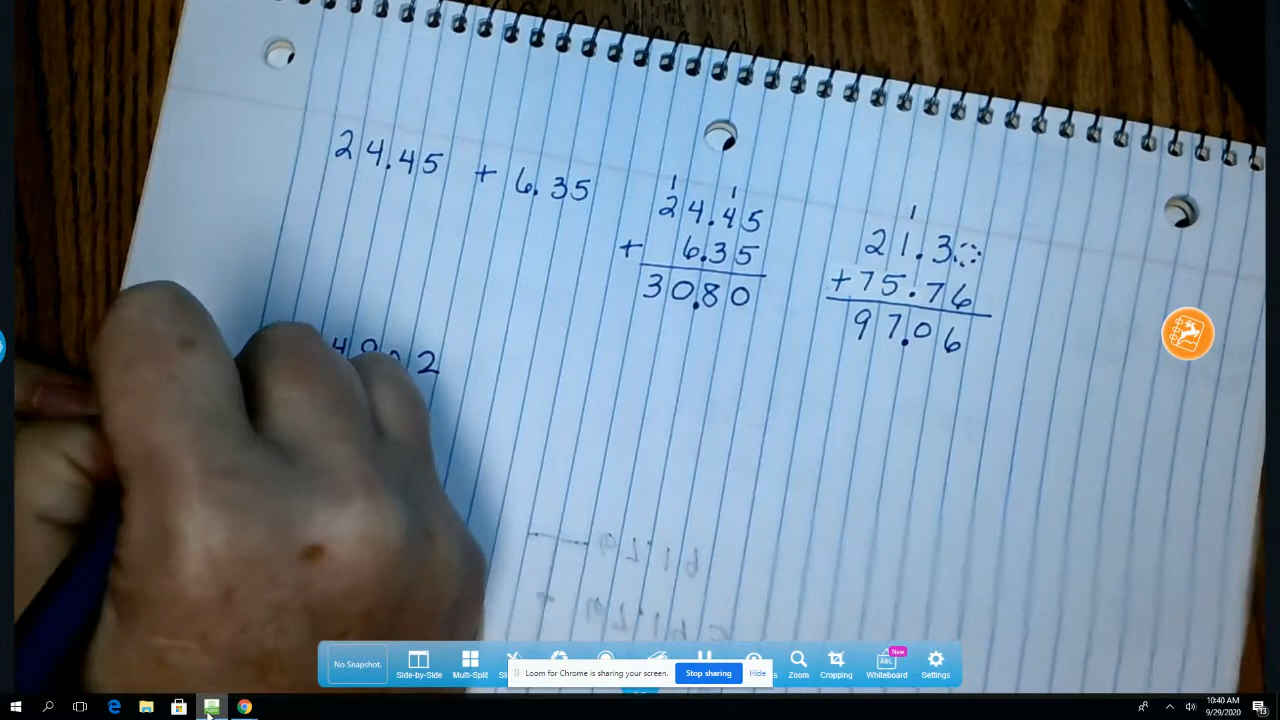 24.45 + 6.35
1 1
24.45
+ 6.35
30.80
1
21.30
+75.76
97.06
No Snapshot.
Side-by-Side
Multi-Split
Loom for Chrome is sharing your screen.
Stop sharing
Hide
Zoom
Cropping
New
ABC
Whiteboard
Settings
10:40 AM
9/29/2020
13